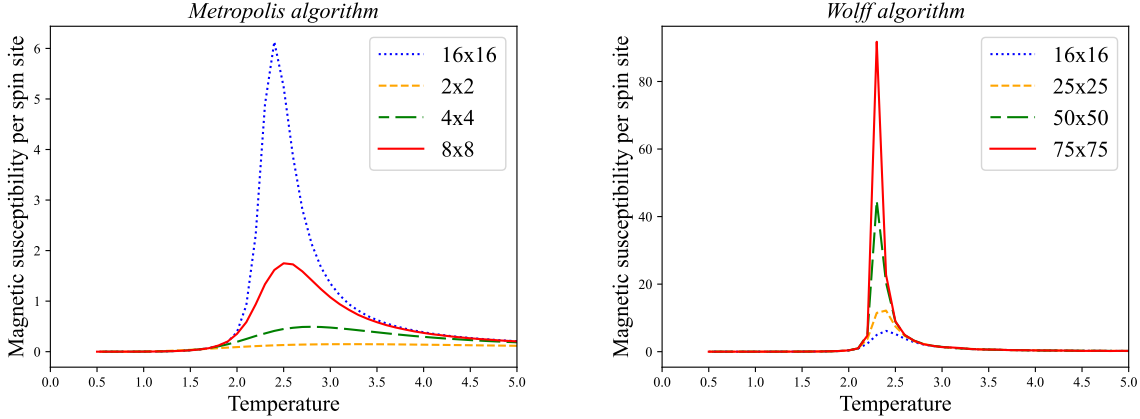 Metropolis algorithm
Magnetic susceptibility per spin site
6
5
4
3
2
1
0
16x16
2x2
4x4
8x8
0.0 0.5 1.0 1.5 2.0 2.5 3.0 3.5 4.0 4.5 5.0
Temperature
Wolff algorithm
Magnetic susceptibility per spin site
80
60
40
20
0
16x16
25x25
50x50
75x75
0.0 0.5 1.0 1.5 2.0 2.5 3.0 3.5 4.0 4.5 5.0
Temperature